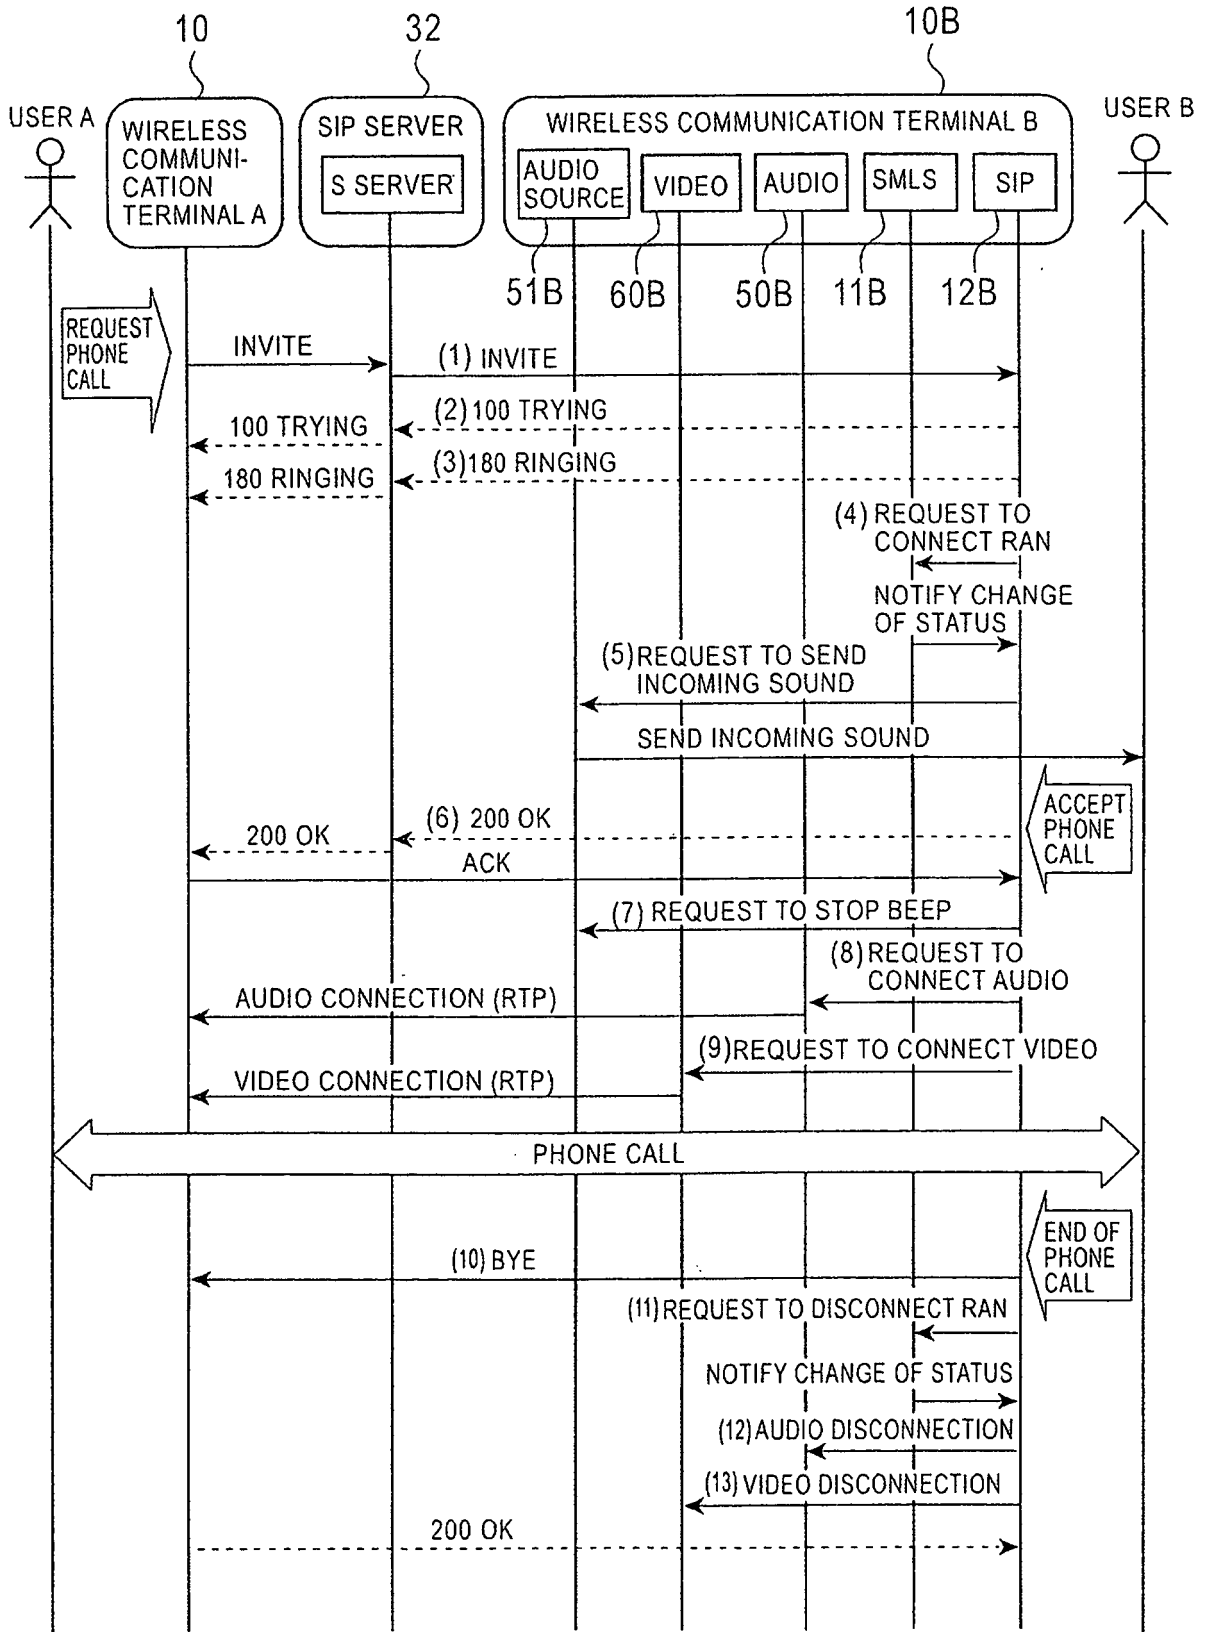 10
32
10B
USER A
WIRELESS
COMMUNI-
CATION
TERMINAL A
SIP SERVER
S SERVER
WIRELESS COMMUNICATION TERMINAL B
AUDIO
SOURCE
VIDEO
AUDIO
SMLS
SIP
USER B
51B
60B
50B
11B
12B
REQUEST
PHONE
CALL
INVITE
(1) INVITE
(2) 100 TRYING
100 TRYING
(3) 180 RINGING
180 RINGING
(4) REQUEST TO
CONNECT RAN
NOTIFY CHANGE
OF STATUS
(5) REQUEST TO SEND
INCOMING SOUND
SEND INCOMING SOUND
ACCEPT
PHONE
CALL
(6) 200 OK
200 OK
ACK
(7) REQUEST TO STOP BEEP
(8) REQUEST TO
CONNECT AUDIO
AUDIO CONNECTION (RTP)
(9) REQUEST TO CONNECT VIDEO
VIDEO CONNECTION (RTP)
PHONE CALL
END OF
PHONE
CALL
(10) BYE
(11) REQUEST TO DISCONNECT RAN
NOTIFY CHANGE OF STATUS
(12) AUDIO DISCONNECTION
(13) VIDEO DISCONNECTION
200 OK